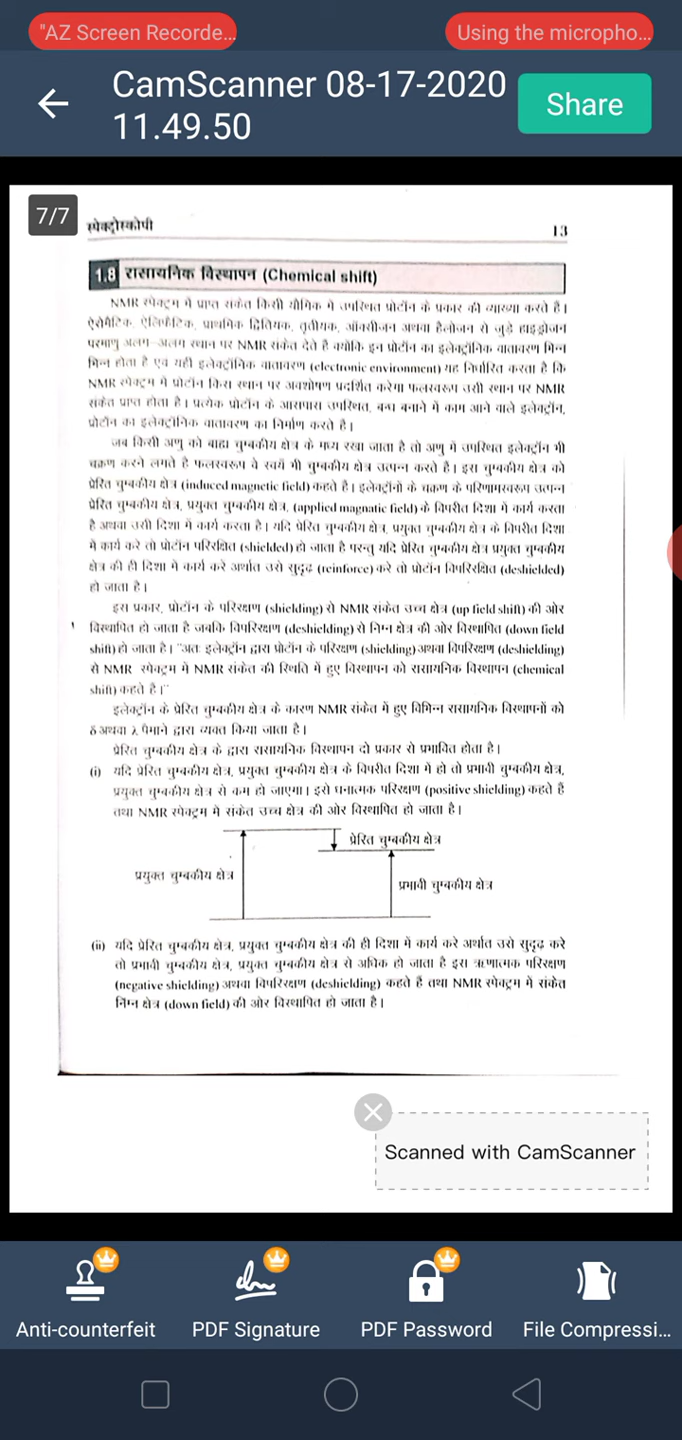 "AZ Screen Recorde...
Using the micropho...
CamScanner 08-17-2020
11.49.50
Share
7/7
स्पेक्ट्रोस्कोपी
13
1.8 रासायनिक विस्थापन (Chemical shift)
NMR स्पेक्ट्रम में प्राप्त संकेत किसी यौगिक में उपस्थित प्रोटॉन के प्रकार की व्याख्या करते है।
ऐरोमैटिक, ऐलिफैटिक, प्राथमिक द्वितियक, तृतीयक, ऑक्सीजन अथवा हैलोजन से जुड़े हाइड्रोजन
परमाणु अलग-अलग स्थान पर NMR संकेत देते है क्योंकि इन प्रोटॉन का इलेक्ट्रॉनिक वातावरण भिन्न
भिन्न होता है एवं यही इलेक्ट्रॉनिक वातावरण (electronic environment) यह निर्धारित करता है कि
NMR स्पेक्ट्रम में प्रोटॉन किस स्थान पर अवशोषण प्रदर्शित करेगा फलस्वरूप उसी स्थान पर NMR
संकेत प्राप्त होता है। प्रत्येक प्रोटॉन के आसपास उपस्थित, बन्ध बनाने में काम आने वाले इलेक्ट्रॉन,
प्रोटॉन का इलेक्ट्रॉनिक वातावरण का निर्माण करते है।
जब किसी अणु को बाह्य चुम्बकीय क्षेत्र के मध्य रखा जाता है तो अणु में उपस्थित इलेक्ट्रॉन भी
चक्रण करने लगते है फलस्वरूप वे स्वयं भी चुम्बकीय क्षेत्र उत्पन्न करते है। इस चुम्बकीय क्षेत्र को
प्रेरित चुम्बकीय क्षेत्र (induced magnetic field) कहते है। इलेक्ट्रॉनों के चक्रण के परिणामस्वरूप उत्पन्न
प्रेरित चुम्बकीय क्षेत्र, प्रयुक्त चुम्बकीय क्षेत्र, (applied magnatic field) के विपरीत दिशा में कार्य करता
है अथवा उसी दिशा में कार्य करता है। यदि प्रेरित चुम्बकीय क्षेत्र, प्रयुक्त चुम्बकीय क्षेत्र के विपरीत दिशा
में कार्य करे तो प्रोटॉन परिरक्षित (shielded) हो जाता है परन्तु यदि प्रेरित चुम्बकीय क्षेत्र प्रयुक्त चुम्बकीय
क्षेत्र की ही दिशा में कार्य करे अर्थात उसे सुदृढ़ (reinforce) करे तो प्रोटॉन विपरिरक्षित (deshielded)
हो जाता है।
इस प्रकार, प्रोटॉन के परिरक्षण (shielding) से NMR संकेत उच्च क्षेत्र (up field shift) की ओर
विस्थापित हो जाता है जबकि विपरिरक्षण (deshielding) से निम्न क्षेत्र की ओर विस्थापित (down field
shift) हो जाता है। "अतः इलेक्ट्रॉन द्वारा प्रोटॉन के परिरक्षण (shielding) अथवा विपरिरक्षण (deshielding)
से NMR स्पेक्ट्रम में NMR संकेत की स्थिति में हुए विस्थापन को रासायनिक विस्थापन (chemical
shift) कहते है।"
इलेक्ट्रॉन के प्रेरित चुम्बकीय क्षेत्र के कारण NMR संकेत में हुए विभिन्न रासायनिक विस्थापनों को
δ अथवा λ पैमाने द्वारा व्यक्त किया जाता है।
प्रेरित चुम्बकीय क्षेत्र के द्वारा रासायनिक विस्थापन दो प्रकार से प्रभावित होता है।
(i) यदि प्रेरित चुम्बकीय क्षेत्र, प्रयुक्त चुम्बकीय क्षेत्र के विपरीत दिशा में हो तो प्रभावी चुम्बकीय क्षेत्र,
प्रयुक्त चुम्बकीय क्षेत्र से कम हो जाएगा। इसे घनात्मक परिरक्षण (positive shielding) कहते है
तथा NMR स्पेक्ट्रम में संकेत उच्च क्षेत्र की ओर विस्थापित हो जाता है।
प्रेरित चुम्बकीय क्षेत्र
प्रयुक्त चुम्बकीय क्षेत्र
प्रभावी चुम्बकीय क्षेत्र
(ii) यदि प्रेरित चुम्बकीय क्षेत्र, प्रयुक्त चुम्बकीय क्षेत्र की ही दिशा में कार्य करे अर्थात उसे सुदृढ़ करे
तो प्रभावी चुम्बकीय क्षेत्र, प्रयुक्त चुम्बकीय क्षेत्र से अधिक हो जाता है इस ऋणात्मक परिरक्षण
(negative shielding) अथवा विपरिरक्षण (deshielding) कहते हैं तथा NMR स्पेक्ट्रम में संकेत
निम्न क्षेत्र (down field) की ओर विस्थापित हो जाता है।
Scanned with CamScanner
Anti-counterfeit
PDF Signature
PDF Password
File Compressi...